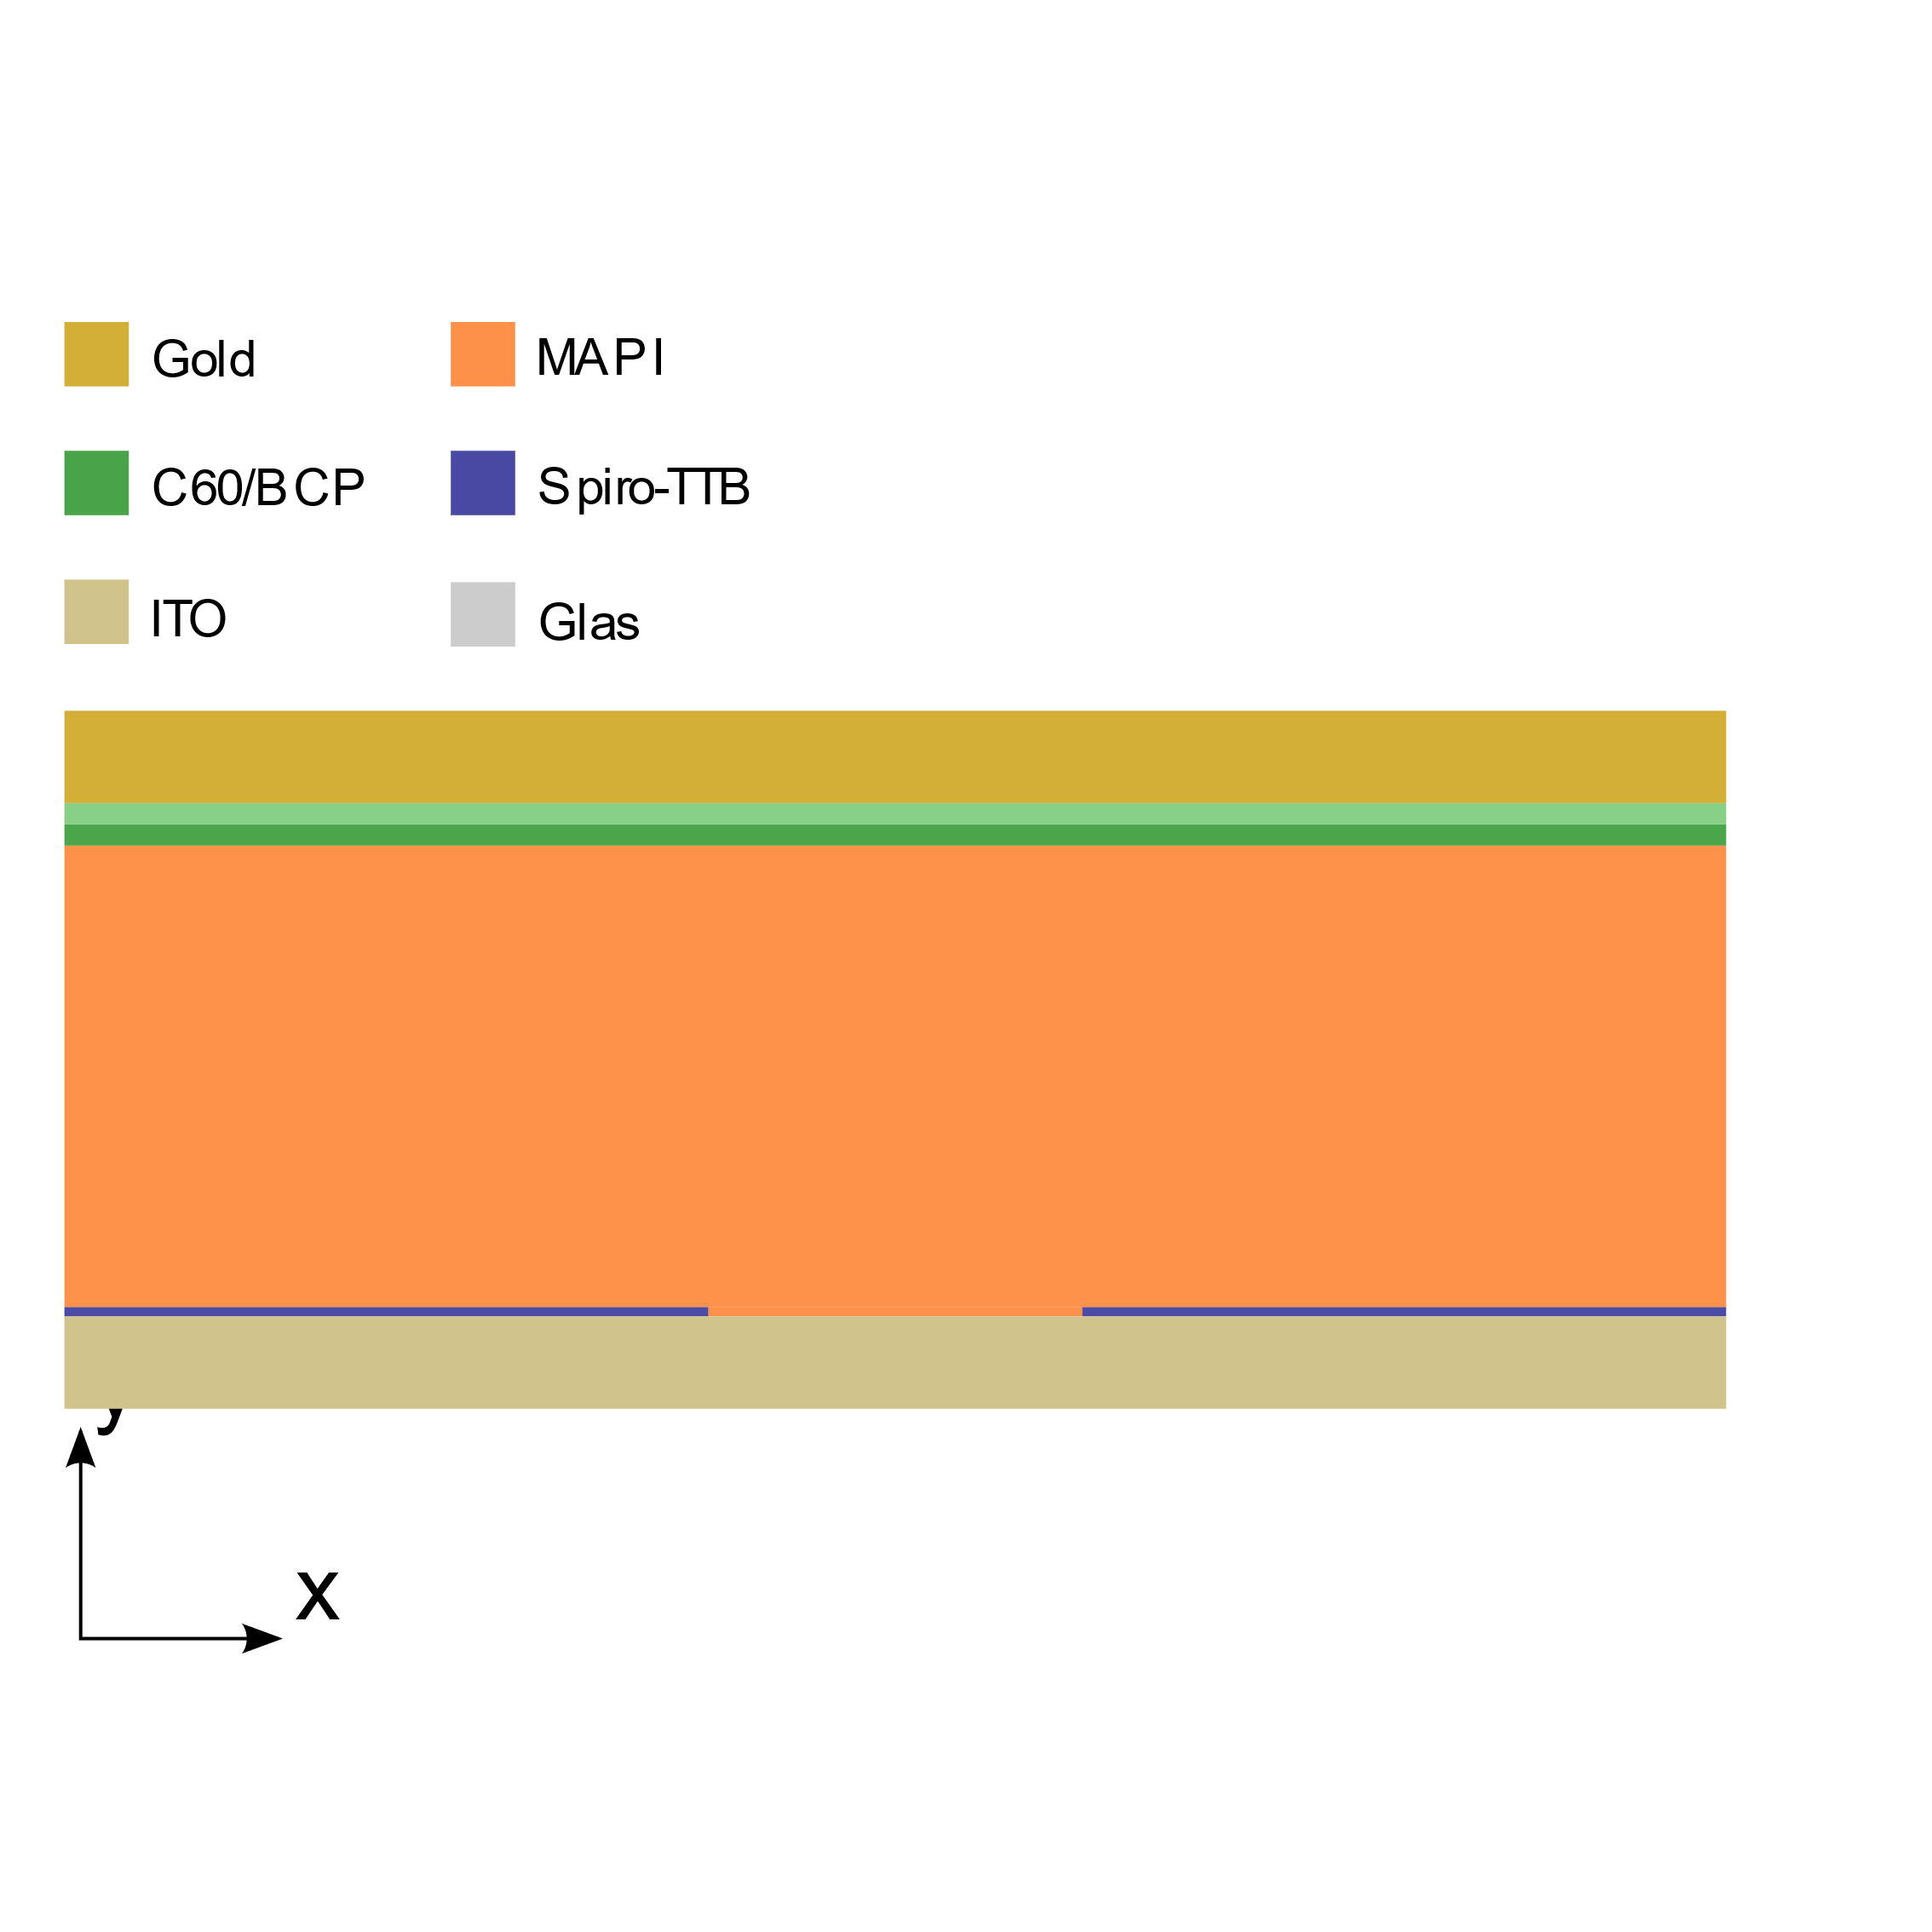 Gold
MAPI
C60/BCP
Spiro-TTB
ITO
Glas
y
x